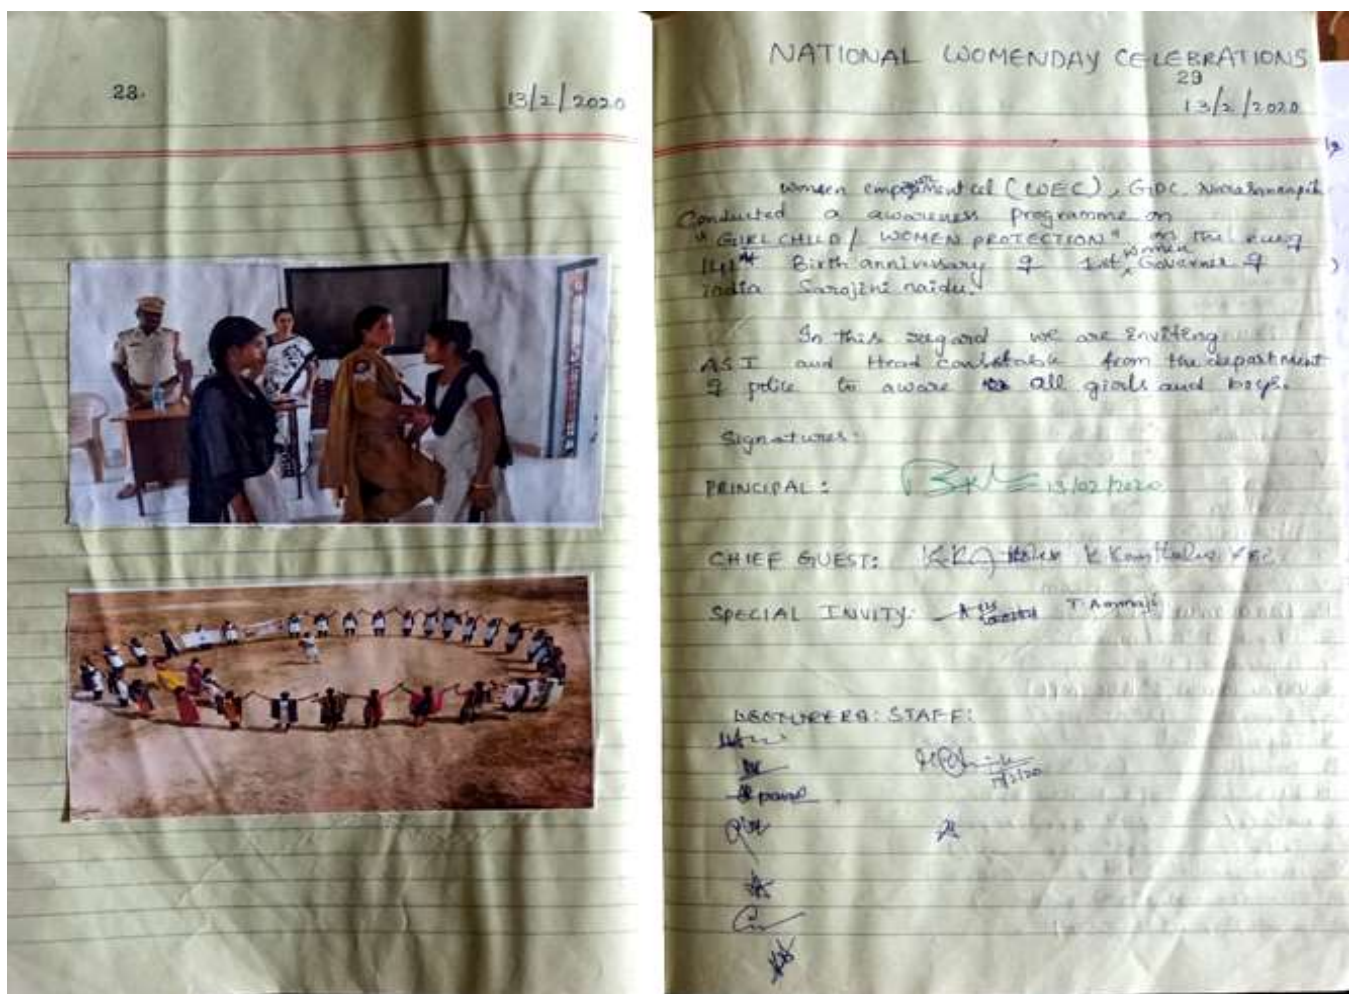 28.
13/2/2020
NATIONAL WOMENDAY CELEBRATIONS
29
13/2/2020
Women (WEC), GDC
Conducted a awareness programme on
"GIRL CHILD / WOMEN PROTECTION" on the
141st Birth anniversary of 1st women Governer of
india Sarojini naidu.
In this regard we are inviting
ASI and Head from the department
of police to aware all girls and boys.
Signatures:
PRINCIPAL: 13/02/2020
CHIEF GUEST:
SPECIAL INVITY: T. Ammaji
LECTURERS: STAFF: